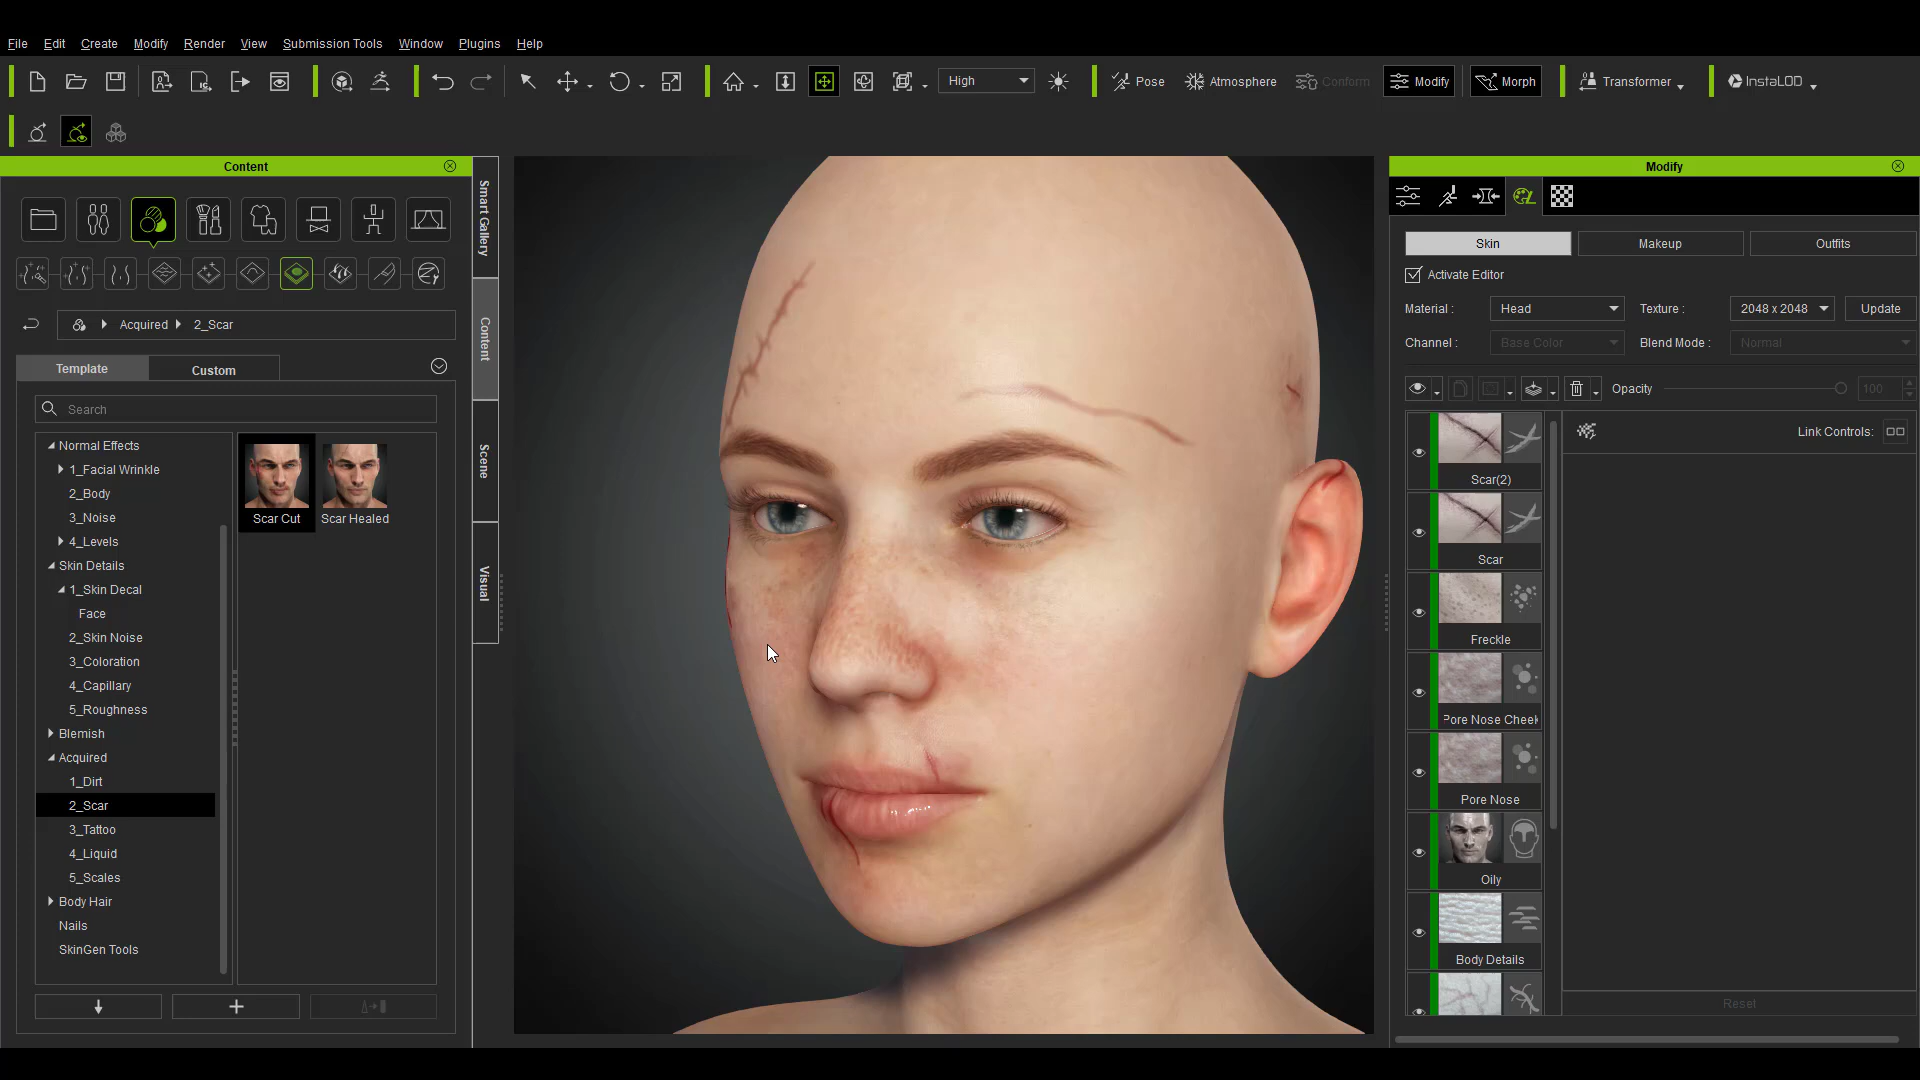 File Edit Create Modify Render View Submission Tools Window Plugins Help
High Pose Atmosphere Conform Modify Morph Transformer InstaLOD
Content
Modify
Smart Gallery
Content
Scene
Visual
Acquired 2_Scar
Template Custom
Search
Normal Effects
1_Facial Wrinkle
2_Body
3_Noise
4_Levels
Skin Details
1_Skin Decal
Face
2_Skin Noise
3_Coloration
4_Capillary
5_Roughness
Blemish
Acquired
1_Dirt
2_Scar
3_Tattoo
4_Liquid
5_Scales
Body Hair
Nails
SkinGen Tools
Scar Cut Scar Healed
Skin Makeup Outfits
Activate Editor
Material : Head Texture : 2048 x 2048 Update
Channel : Base Color Blend Mode : Normal
Opacity 100
Link Controls:
Scar(2)
Scar
Freckle
Pore Nose Cheek
Pore Nose
Oily
Body Details
Reset